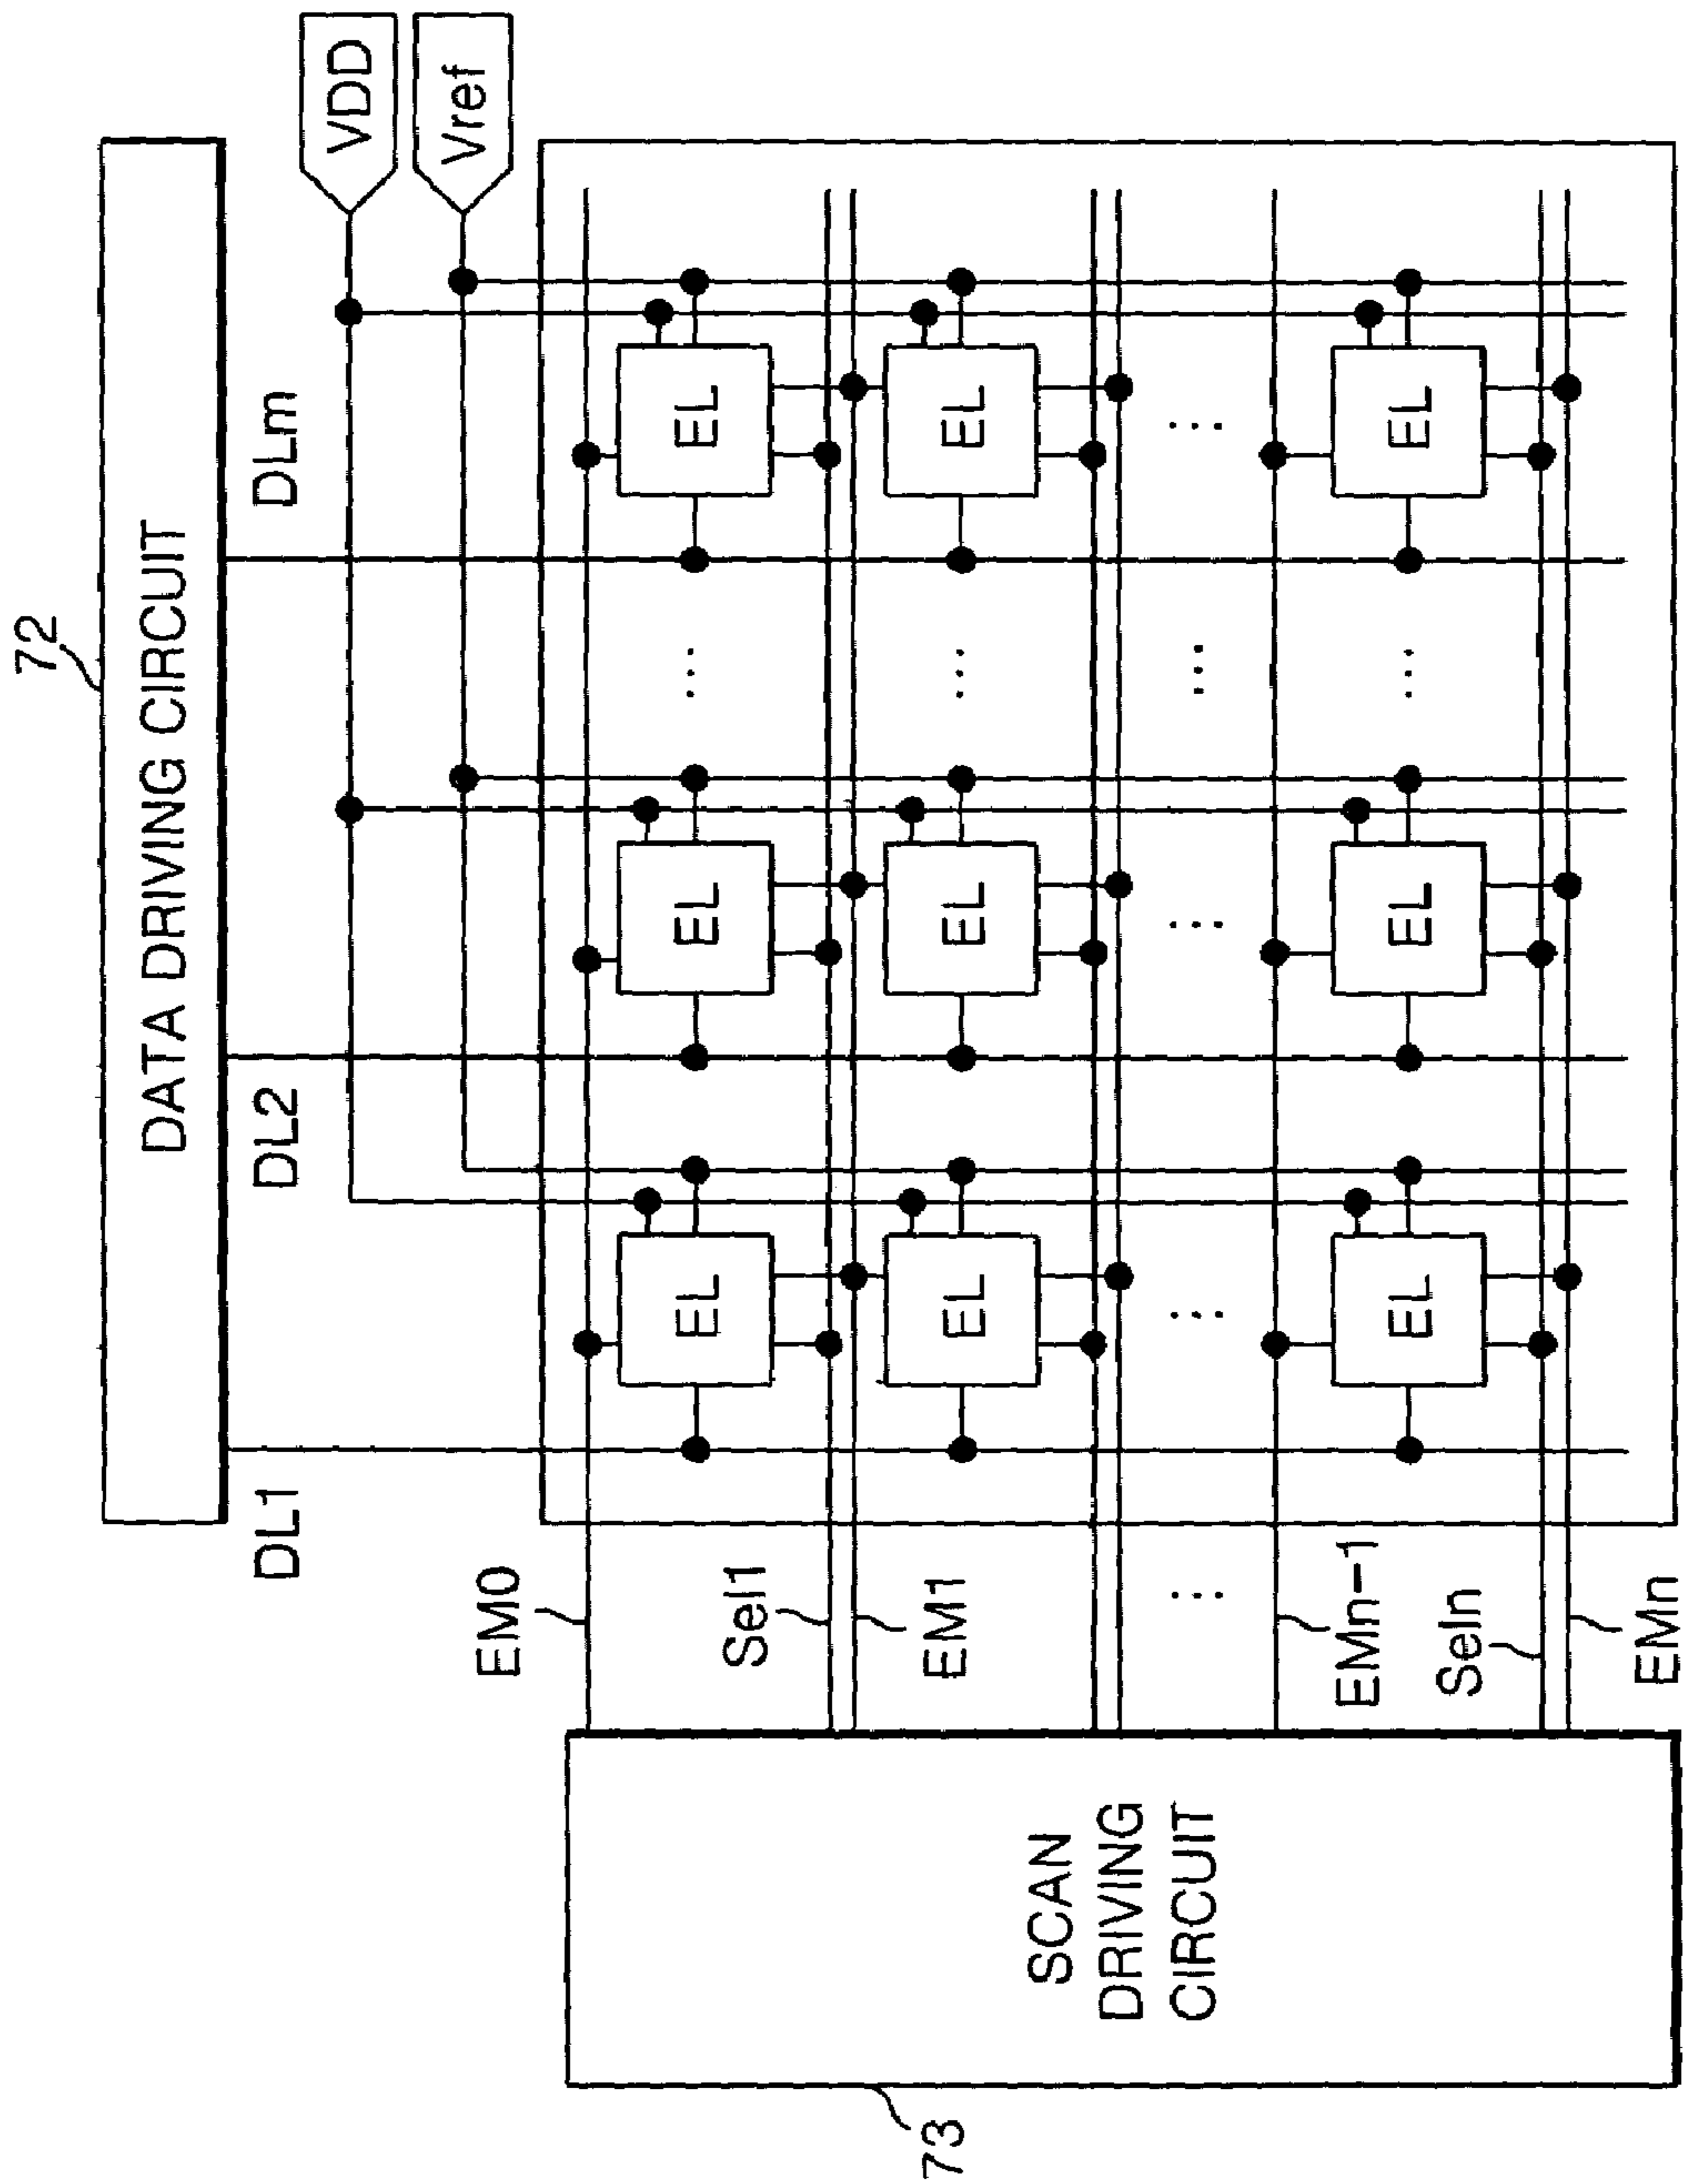 72
DATA DRIVING CIRCUIT
VDD
Vref
DL1
DL2
DLm
EM0
Sel1
EM1
EMn-1
Seln
EMn
EL
EL
EL
EL
EL
EL
EL
EL
EL
...
...
...
...
...
...
...
...
SCAN
DRIVING
CIRCUIT
73